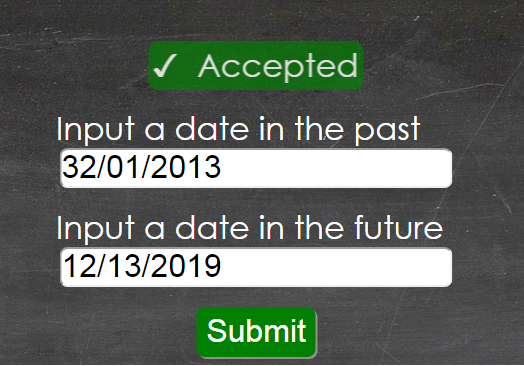 ✓ Accepted
Input a date in the past
32/01/2013
Input a date in the future
12/13/2019
Submit